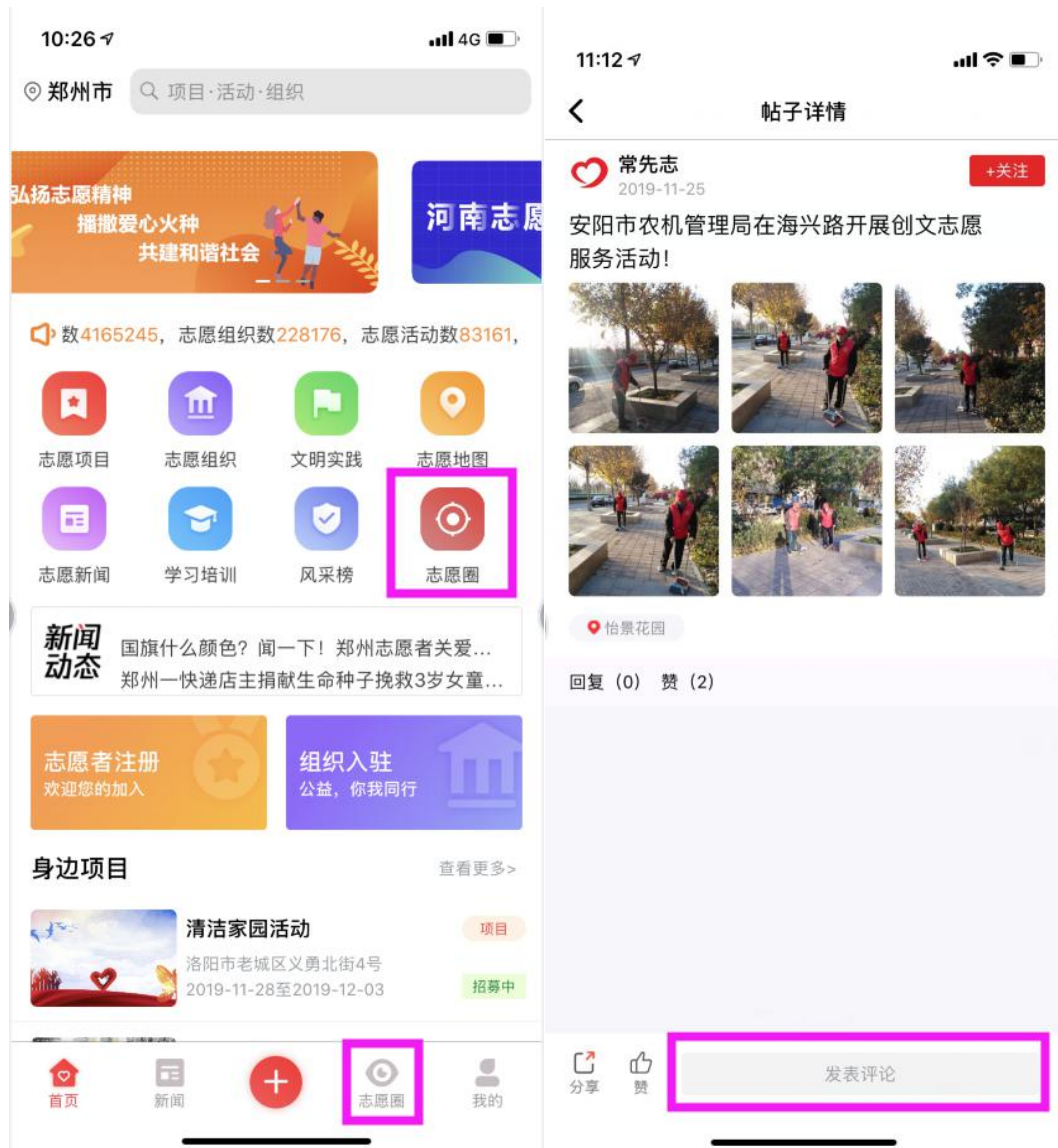 10:26
4G
郑州市
项目·活动·组织
弘扬志愿精神
播撒爱心火种
共建和谐社会
河南志愿
数4165245，志愿组织数228176，志愿活动数83161，
志愿项目 志愿组织 文明实践 志愿地图
志愿新闻 学习培训 风采榜 志愿圈
新闻
动态
国旗什么颜色？闻一下！郑州志愿者关爱...
郑州一快递店主捐献生命种子挽救3岁女童...
志愿者注册
欢迎您的加入
组织入驻
公益，你我同行
身边项目 查看更多>
清洁家园活动 项目
洛阳市老城区义勇北街4号
2019-11-28至2019-12-03 招募中
首页 新闻 志愿圈 我的
11:12
帖子详情
常先志
2019-11-25
+关注
安阳市农机管理局在海兴路开展创文志愿
服务活动！
怡景花园
回复（0） 赞（2）
分享 赞 发表评论